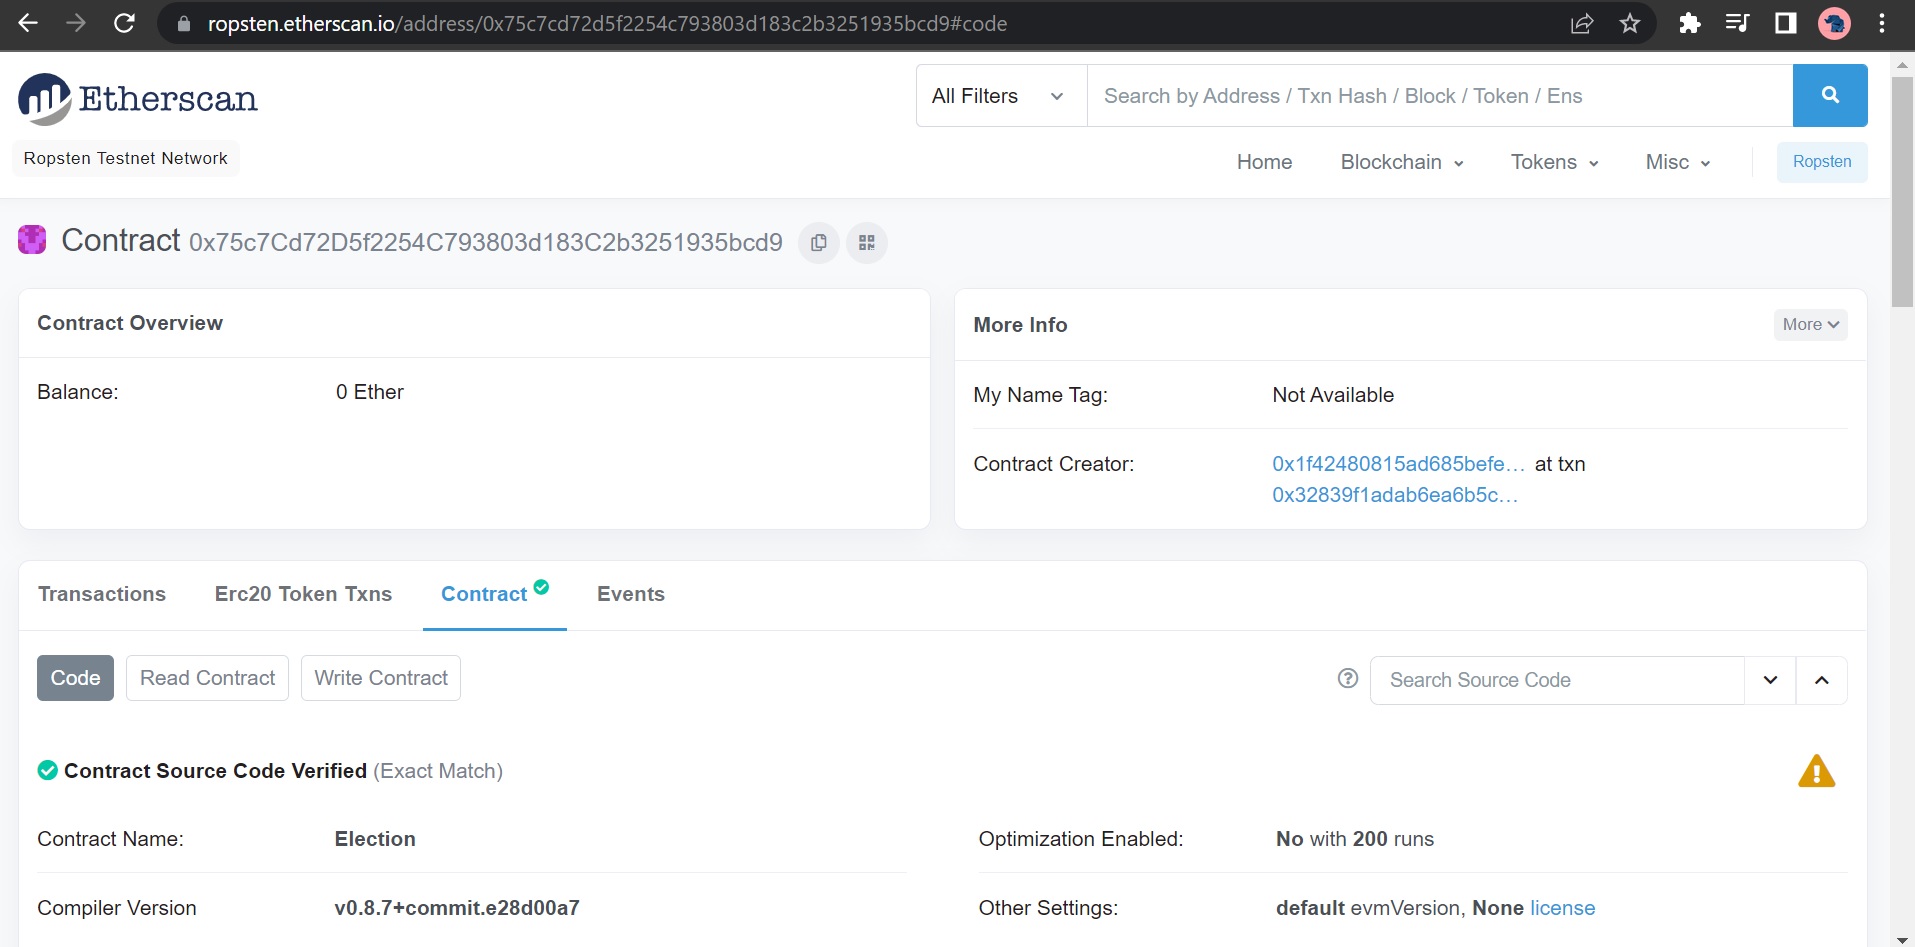 ropsten.etherscan.io/address/0x75c7cd72d5f2254c793803d183c2b3251935bcd9#code
Etherscan
All Filters
Search by Address / Txn Hash / Block / Token / Ens
Ropsten Testnet Network
Home Blockchain Tokens Misc Ropsten
Contract 0x75c7Cd72D5f2254C793803d183C2b3251935bcd9
Contract Overview
Balance: 0 Ether
More Info More
My Name Tag: Not Available
Contract Creator: 0x1f42480815ad685befe... at txn
0x32839f1adab6ea6b5c...
Transactions Erc20 Token Txns Contract Events
Code Read Contract Write Contract
Search Source Code
Contract Source Code Verified (Exact Match)
Contract Name: Election
Optimization Enabled: No with 200 runs
Compiler Version v0.8.7+commit.e28d00a7
Other Settings: default evmVersion, None license